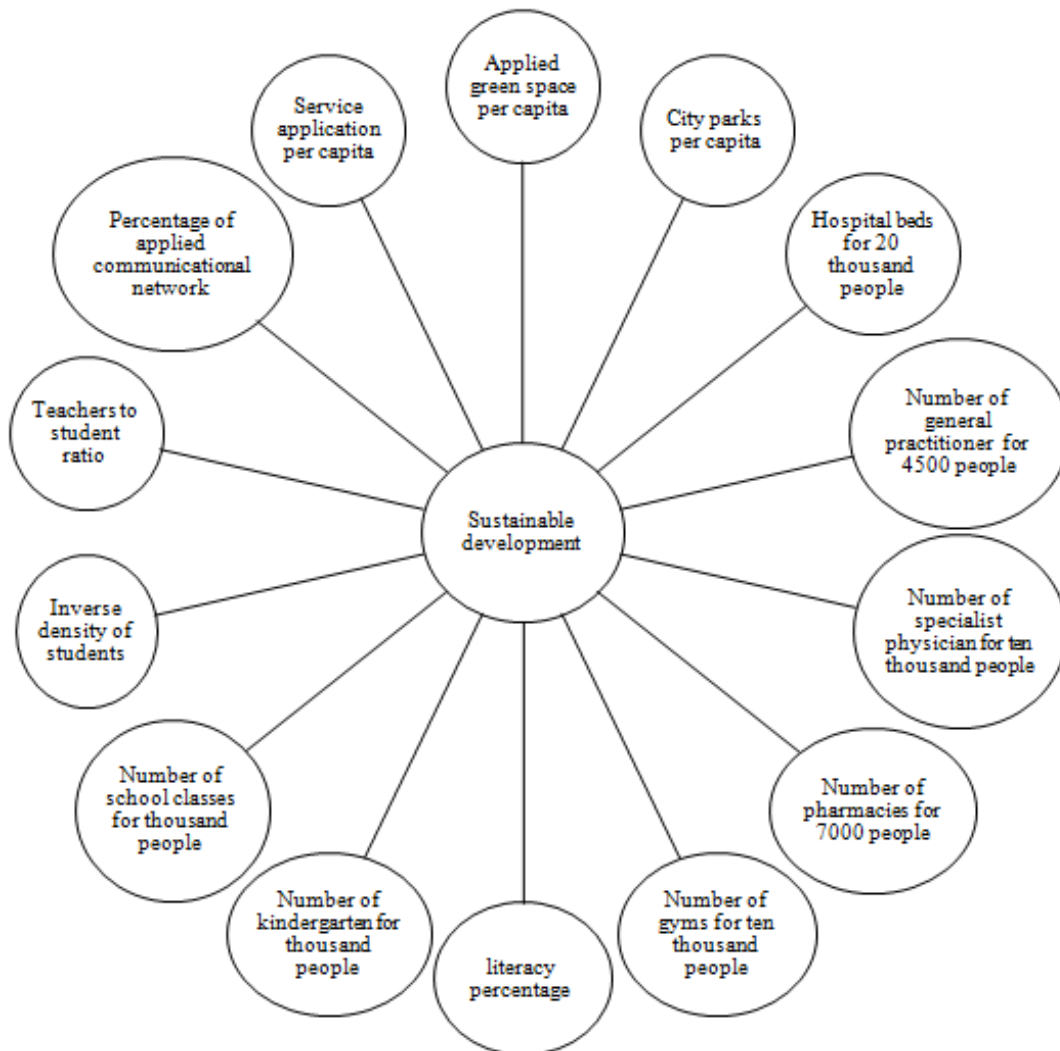 Applied
green space
per capita
City parks
per capita
Hospital beds
for 20
thousand
people
Number of
general
practitioner for
4500 people
Number of
specialist
physician for ten
thousand people
Number of
pharmacies for
7000 people
Number of
gyms for ten
thousand
people
literacy
percentage
Number of
kindergarten for
thousand
people
Number of
school classes
for thousand
people
Inverse
density of
students
Teachers to
student
ratio
Percentage of
applied
communicational
network
Service
application
per capita
Sustainable
development